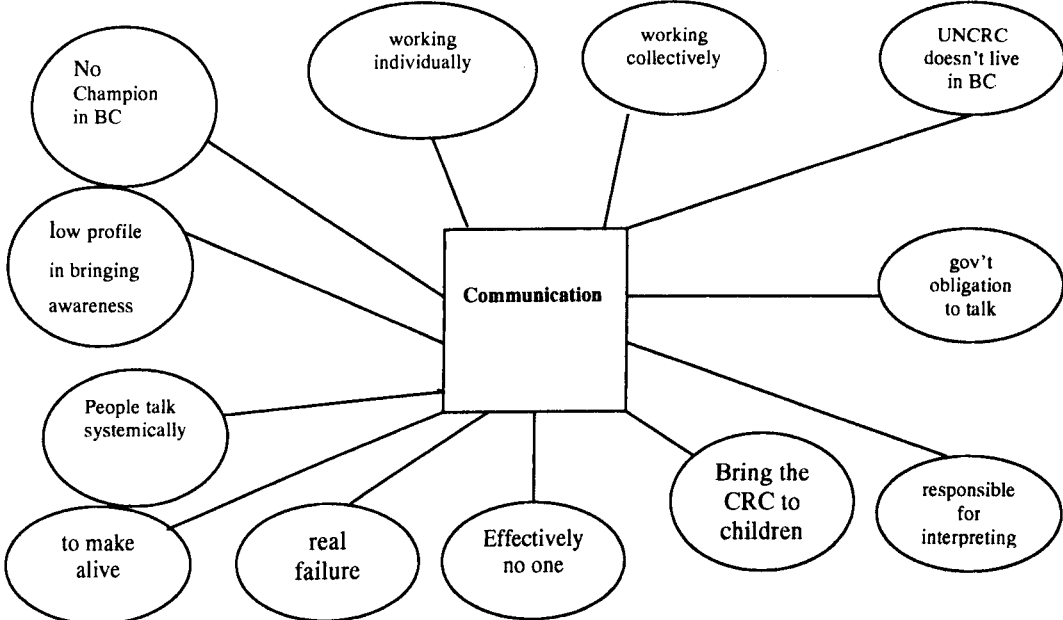 No
Champion
in BC
working
individually
working
collectively
UNCRC
doesn't live
in BC
low profile
in bringing
awareness
Communication
gov't
obligation
to talk
People talk
systemically
Bring the
CRC to
children
responsible
for
interpreting
to make
alive
real
failure
Effectively
no one